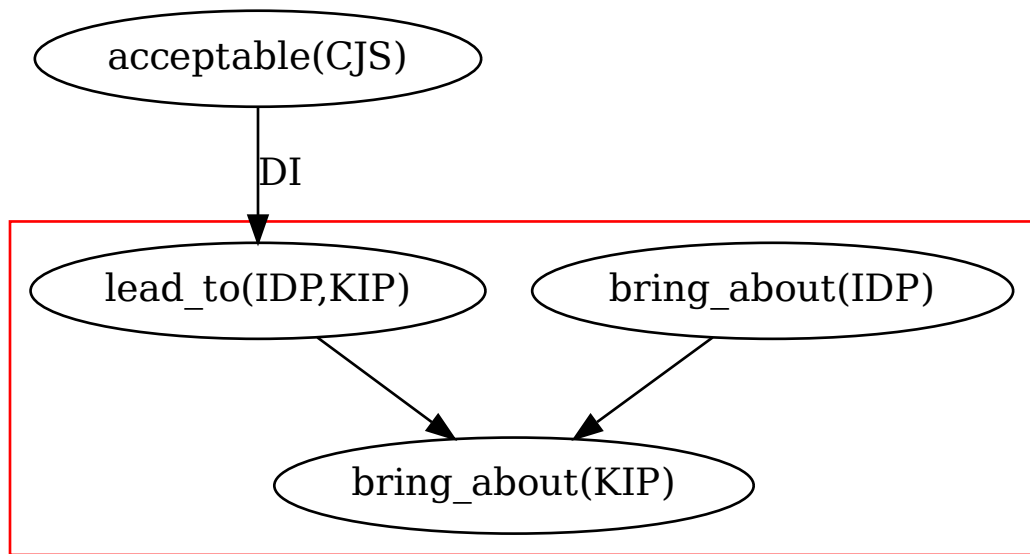 acceptable(CJS)
DI
lead_to(IDP,KIP)
bring_about(IDP)
bring_about(KIP)